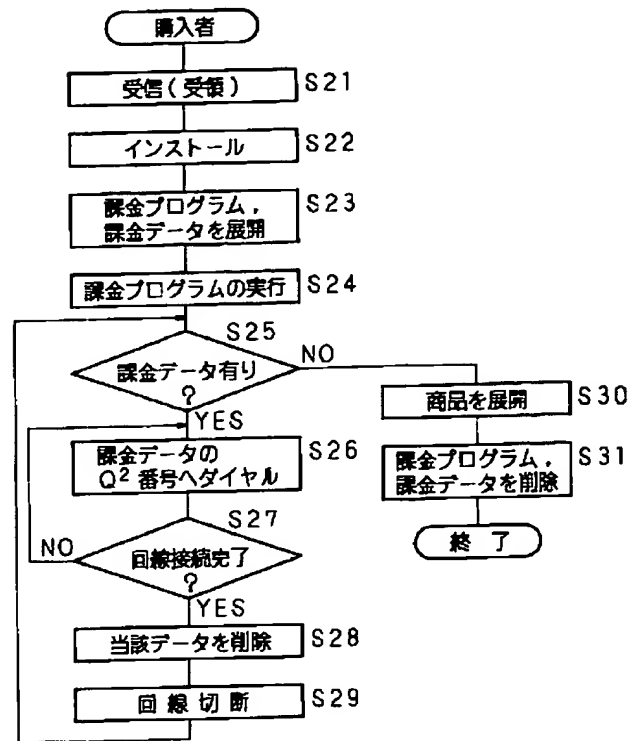 購入者
受信(受領) S21
インストール S22
課金プログラム, S23
課金データを展開
課金プログラムの実行 S24
S25
課金データ有り
?
NO
YES
商品を展開 S30
課金データの S26
Q2 番号へダイヤル
課金プログラム, S31
課金データを削除
終了
S27
回線接続完了
?
NO
YES
当該データを削除 S28
回線切断 S29